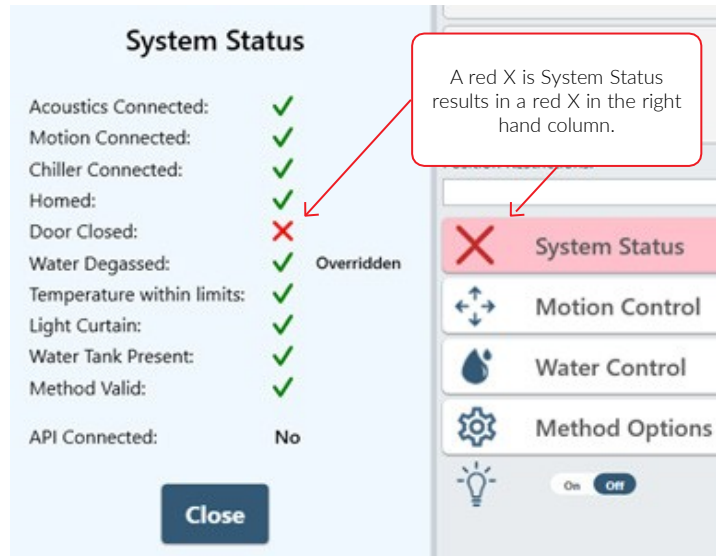 System Status
Acoustics Connected:
Motion Connected:
Chiller Connected:
Homed:
Door Closed:
Water Degassed: Overridden
Temperature within limits:
Light Curtain:
Water Tank Present:
Method Valid:
API Connected: No
Close
A red X is System Status
results in a red X in the right
hand column.
System Status
Motion Control
Water Control
Method Options
On Off